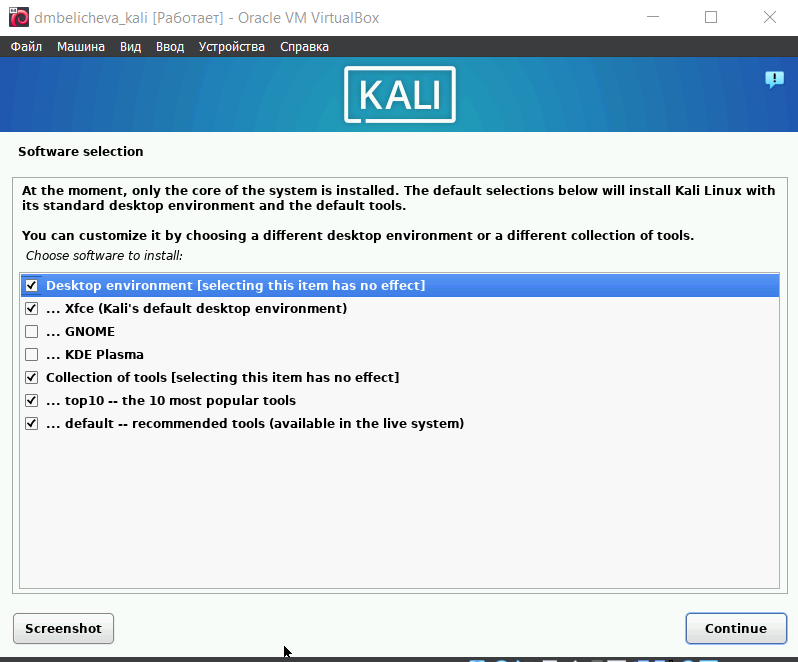 dmbelicheva_kali [Работает] - Oracle VM VirtualBox
Файл Машина Вид Ввод Устройства Справка
KALI
Software selection
At the moment, only the core of the system is installed. The default selections below will install Kali Linux with
its standard desktop environment and the default tools.
You can customize it by choosing a different desktop environment or a different collection of tools.
Choose software to install:
Desktop environment [selecting this item has no effect]
... Xfce (Kali's default desktop environment)
... GNOME
... KDE Plasma
Collection of tools [selecting this item has no effect]
... top10 -- the 10 most popular tools
... default -- recommended tools (available in the live system)
Screenshot Continue